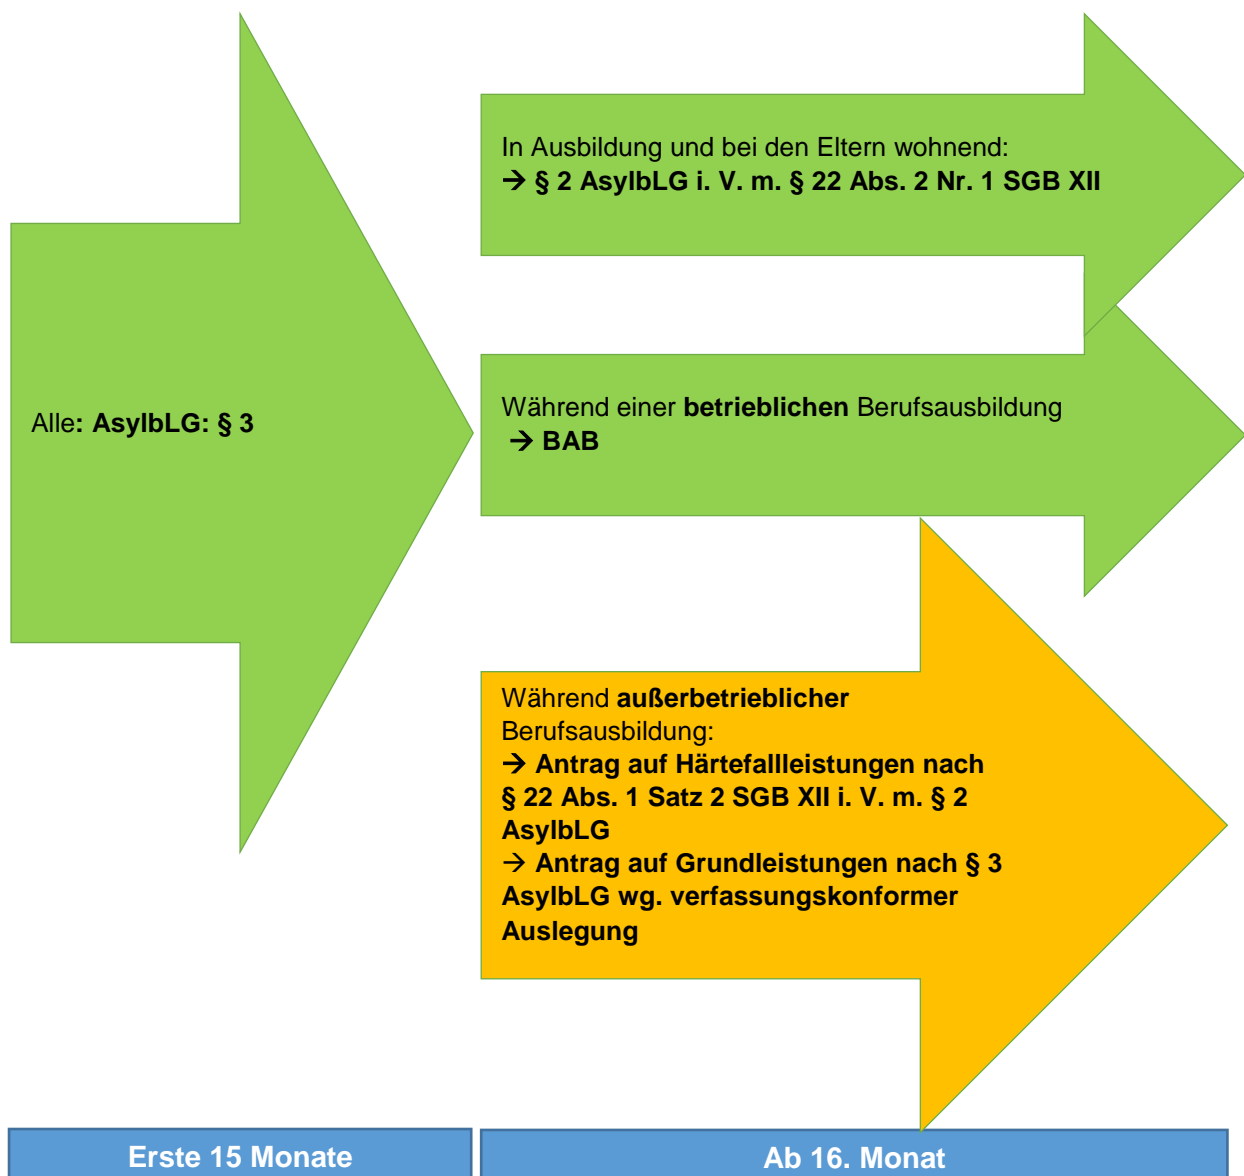 Alle: AsylbLG: § 3
In Ausbildung und bei den Eltern wohnend:
→ § 2 AsylbLG i. V. m. § 22 Abs. 2 Nr. 1 SGB XII
Während einer betrieblichen Berufsausbildung
→ BAB
Während außerbetrieblicher
Berufsausbildung:
→ Antrag auf Härtefallleistungen nach
§ 22 Abs. 1 Satz 2 SGB XII i. V. m. § 2
AsylbLG
→ Antrag auf Grundleistungen nach § 3
AsylbLG wg. verfassungskonformer
Auslegung
Erste 15 Monate
Ab 16. Monat